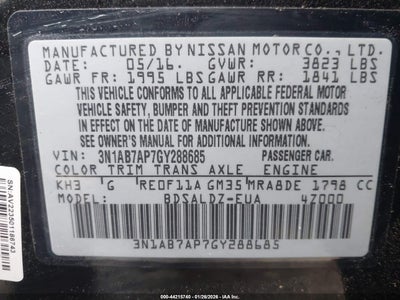 MANUFACTURED BY NISSAN MOTOR CO., LTD.
DATE: 05/16. GVWR: 3823 LBS
GAWR FR: 1995 LBS GAWR RR: 1841 LBS
THIS VEHICLE CONFORMS TO ALL APPLICABLE FEDERAL MOTOR
VEHICLE SAFETY, BUMPER AND THEFT PREVENTION STANDARDS
IN EFFECT ON THE DATE OF MANUFACTURE SHOWN ABOVE.
SEE OWNER'S MANUAL FOR ADDITIONAL INFORMATION
VIN: 3N1AB7AP7GY288685 PASSENGER CAR
COLOR TRIM TRANS AXLE ENGINE
KH3 G RE0F11A GM35 MRA8DE 1798 CC
MODEL: BDSALDZ-EUA 4Z000
3N1AB7AP7GY288685
000 - 44215740 - 01/28/2026 - IAA